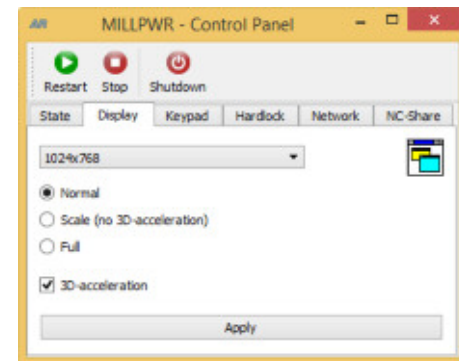 MILLPWR - Control Panel
Restart Stop Shutdown
State Display Keypad Hardlock Network NC-Share
1024x768
Normal
Scale (no 3D-acceleration)
Full
3D-acceleration
Apply